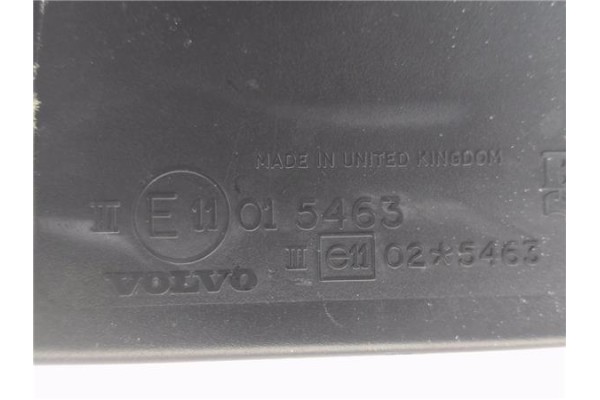 MADE IN UNITED KINGDOM
II E 11 01 5463
III e11 02*5463
VOLVO